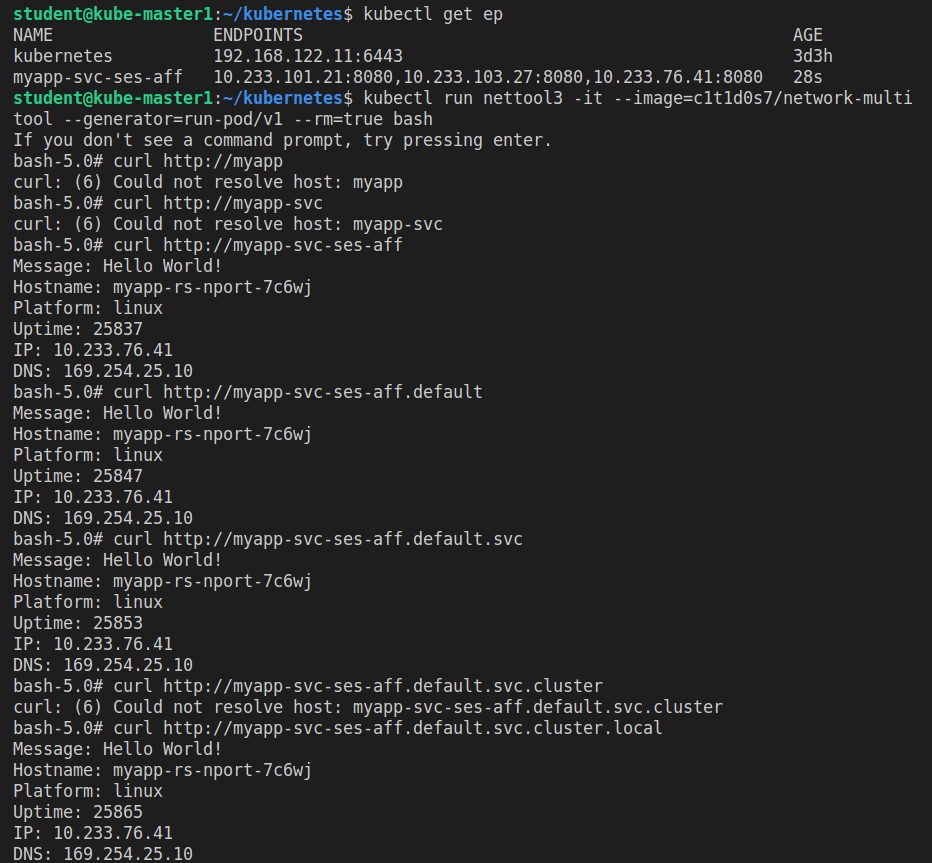 student@kube-master1:~/kubernetes$ kubectl get ep
NAME                ENDPOINTS                                                 AGE
kubernetes          192.168.122.11:6443                                       3d3h
myapp-svc-ses-aff   10.233.101.21:8080,10.233.103.27:8080,10.233.76.41:8080   28s
student@kube-master1:~/kubernetes$ kubectl run nettool3 -it --image=c1t1d0s7/network-multi
tool --generator=run-pod/v1 --rm=true bash
If you don't see a command prompt, try pressing enter.
bash-5.0# curl http://myapp
curl: (6) Could not resolve host: myapp
bash-5.0# curl http://myapp-svc
curl: (6) Could not resolve host: myapp-svc
bash-5.0# curl http://myapp-svc-ses-aff
Message: Hello World!
Hostname: myapp-rs-nport-7c6wj
Platform: linux
Uptime: 25837
IP: 10.233.76.41
DNS: 169.254.25.10
bash-5.0# curl http://myapp-svc-ses-aff.default
Message: Hello World!
Hostname: myapp-rs-nport-7c6wj
Platform: linux
Uptime: 25847
IP: 10.233.76.41
DNS: 169.254.25.10
bash-5.0# curl http://myapp-svc-ses-aff.default.svc
Message: Hello World!
Hostname: myapp-rs-nport-7c6wj
Platform: linux
Uptime: 25853
IP: 10.233.76.41
DNS: 169.254.25.10
bash-5.0# curl http://myapp-svc-ses-aff.default.svc.cluster
curl: (6) Could not resolve host: myapp-svc-ses-aff.default.svc.cluster
bash-5.0# curl http://myapp-svc-ses-aff.default.svc.cluster.local
Message: Hello World!
Hostname: myapp-rs-nport-7c6wj
Platform: linux
Uptime: 25865
IP: 10.233.76.41
DNS: 169.254.25.10